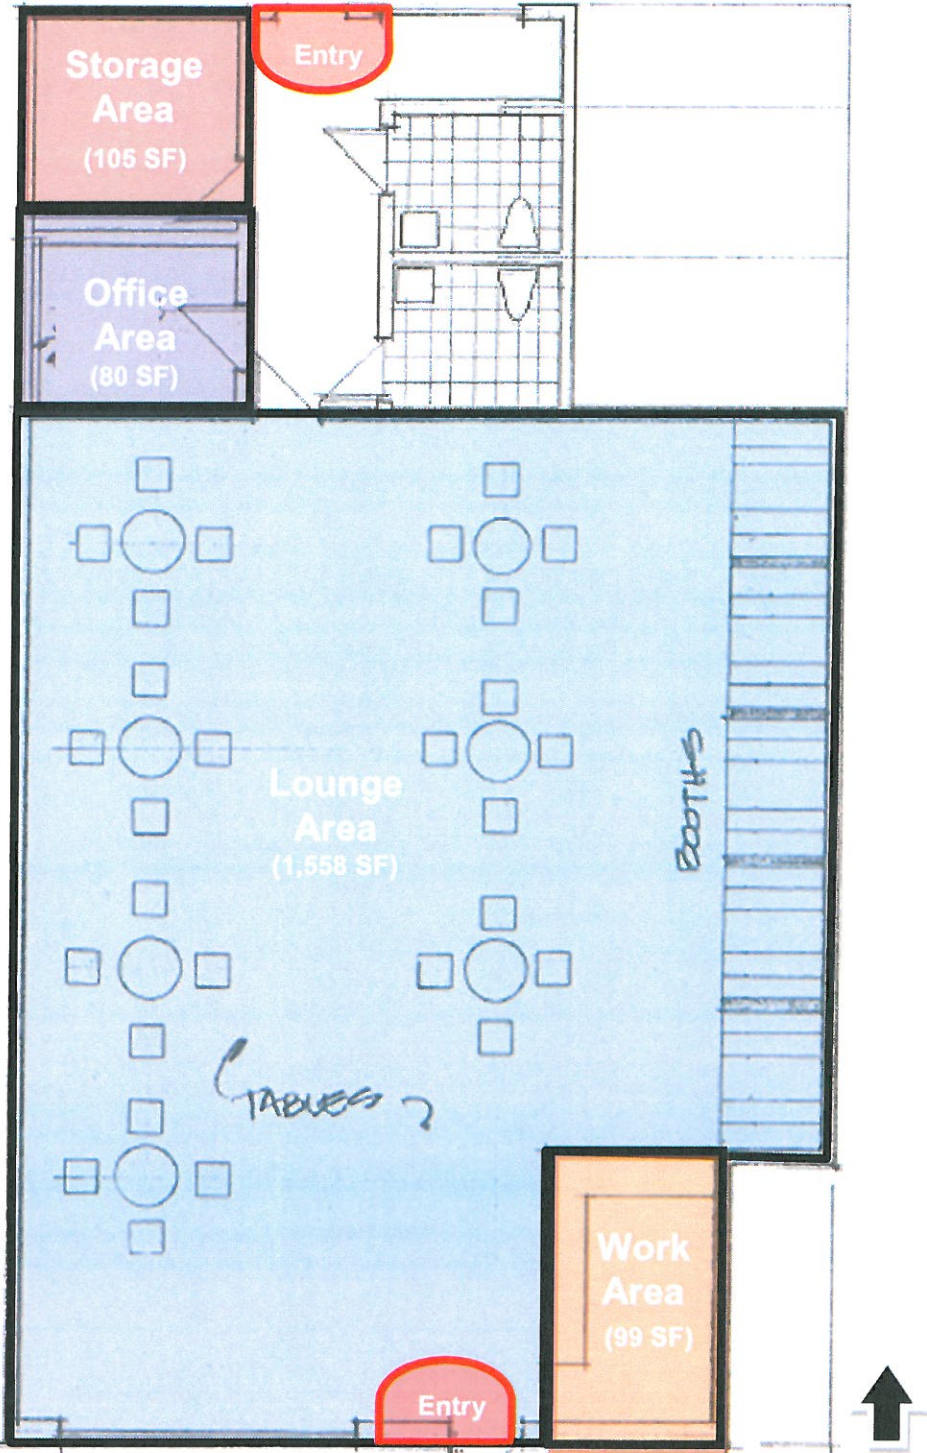 Entry
Storage
Area
(105 SF)
Office
Area
(80 SF)
Lounge
Area
(1,558 SF)
BOOTHS
TABLES
Work
Area
(99 SF)
Entry